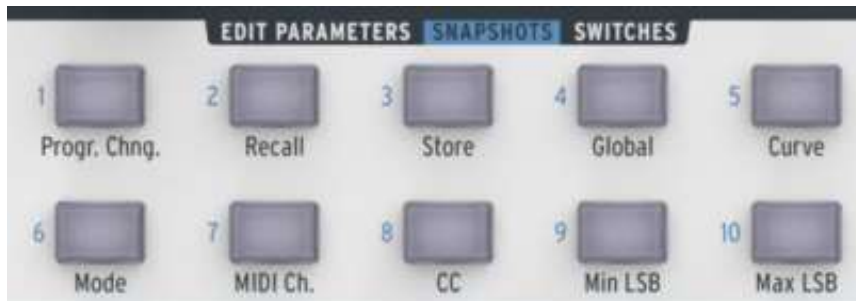 EDIT PARAMETERS SNAPSHOTS SWITCHES
1 2 3 4 5
Progr. Chng. Recall Store Global Curve
6 7 8 9 10
Mode MIDI Ch. CC Min LSB Max LSB